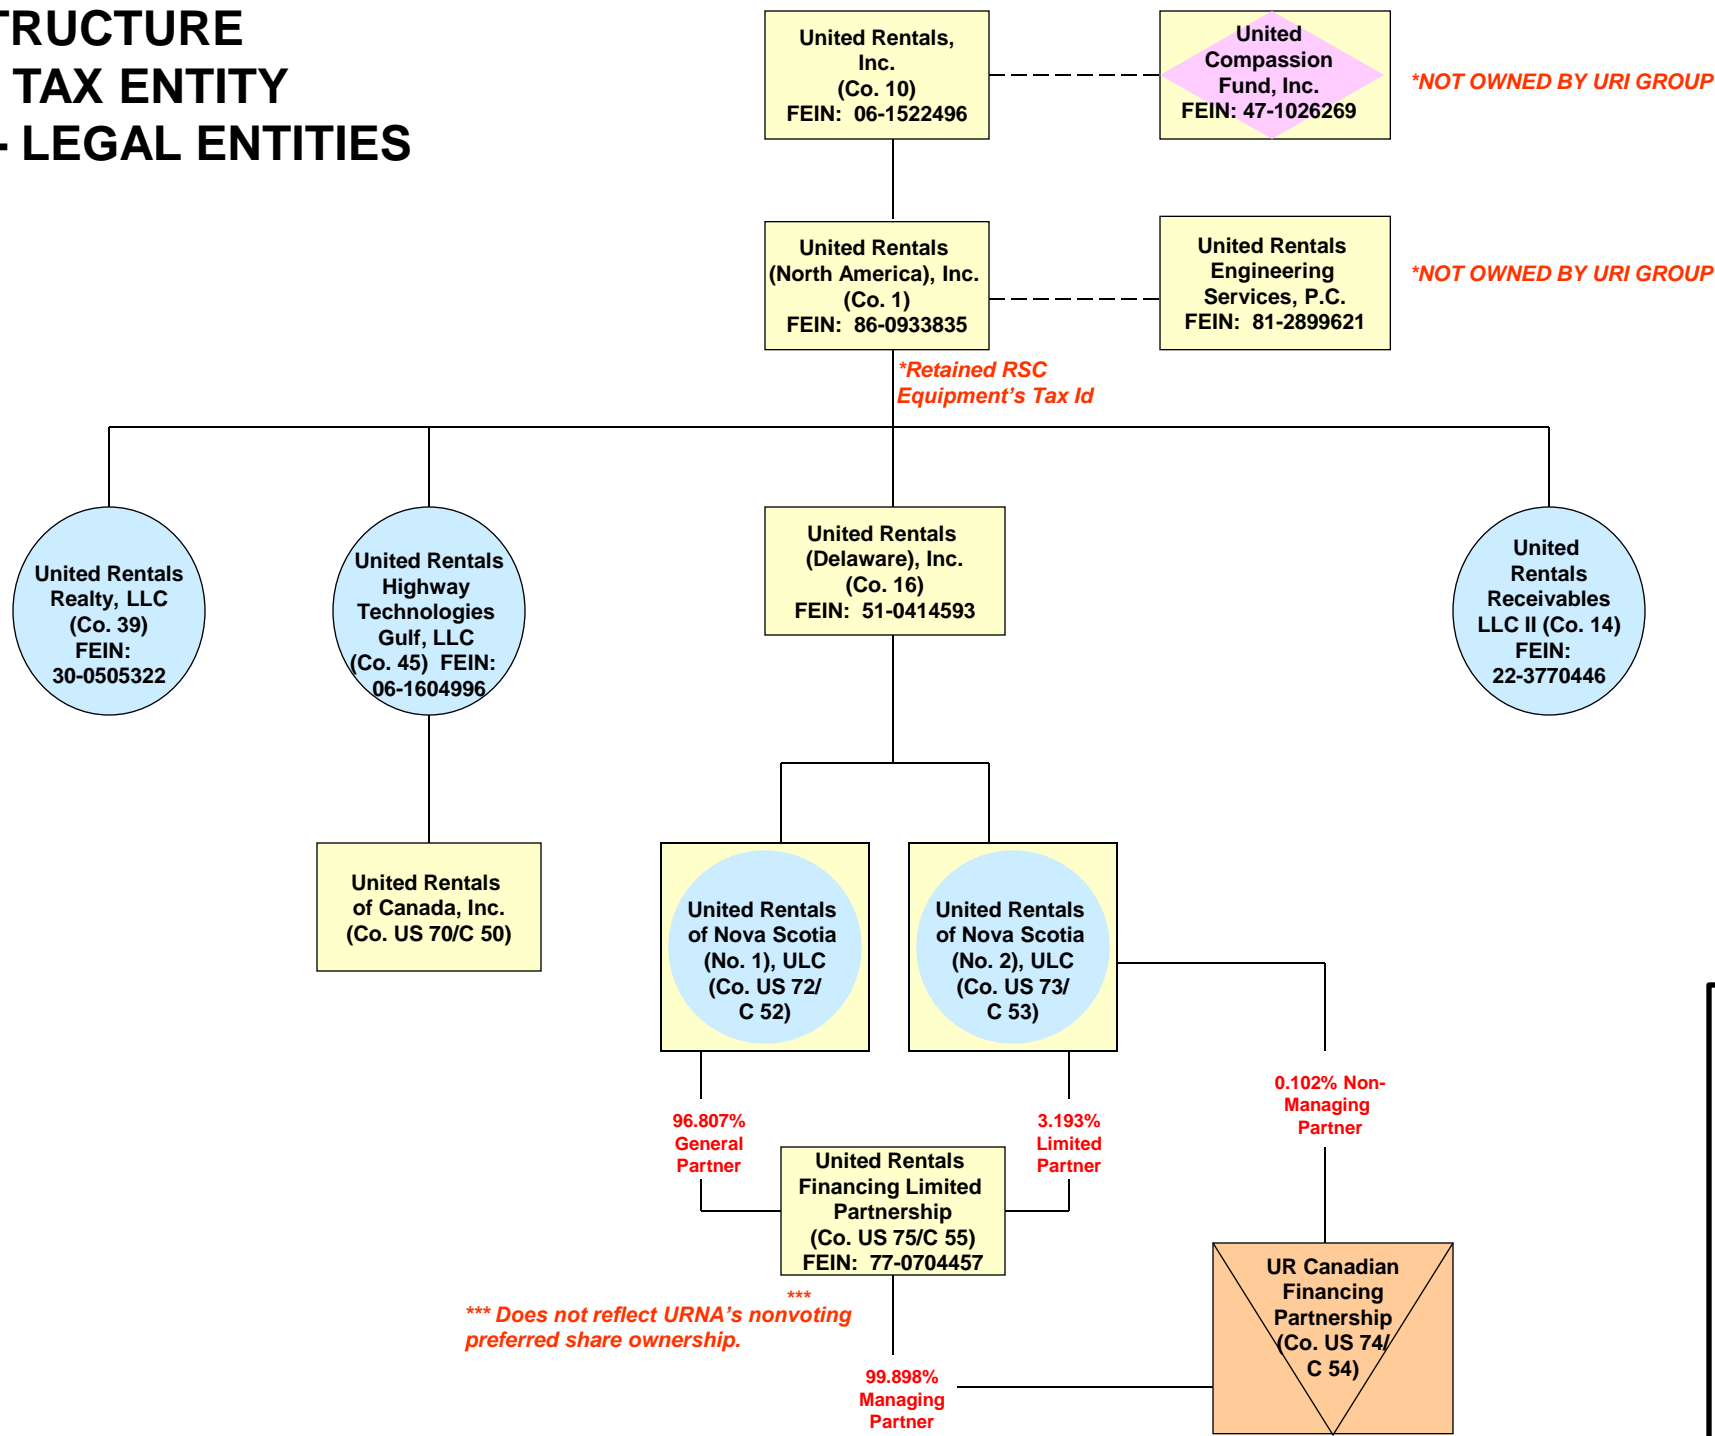 TRUCTURE
TAX ENTITY
- LEGAL ENTITIES
United Rentals,
Inc.
(Co. 10)
FEIN:  06-1522496
United
Compassion
Fund, Inc.
FEIN: 47-1026269
*NOT OWNED BY URI GROUP
United Rentals
(North America), Inc.
(Co. 1)
FEIN:  86-0933835
United Rentals
Engineering
Services, P.C.
FEIN:  81-2899621
*NOT OWNED BY URI GROUP
*Retained RSC
Equipment’s Tax Id
United Rentals
Realty, LLC
(Co. 39)
FEIN:
30-0505322
United Rentals
Highway
Technologies
Gulf, LLC
(Co. 45)  FEIN:
06-1604996
United Rentals
(Delaware), Inc.
(Co. 16)
FEIN:  51-0414593
United
Rentals
Receivables
LLC II (Co. 14)
FEIN:
22-3770446
United Rentals
of Canada, Inc.
(Co. US 70/C 50)
United Rentals
of Nova Scotia
(No. 1), ULC
(Co. US 72/
C 52)
United Rentals
of Nova Scotia
(No. 2), ULC
(Co. US 73/
C 53)
96.807%
General
Partner
3.193%
Limited
Partner
0.102% Non-
Managing
Partner
United Rentals
Financing Limited
Partnership
(Co. US 75/C 55)
FEIN:  77-0704457
***
*** Does not reflect URNA’s nonvoting
preferred share ownership.
UR Canadian
Financing
Partnership
(Co. US 74/
C 54)
99.898%
Managing
Partner